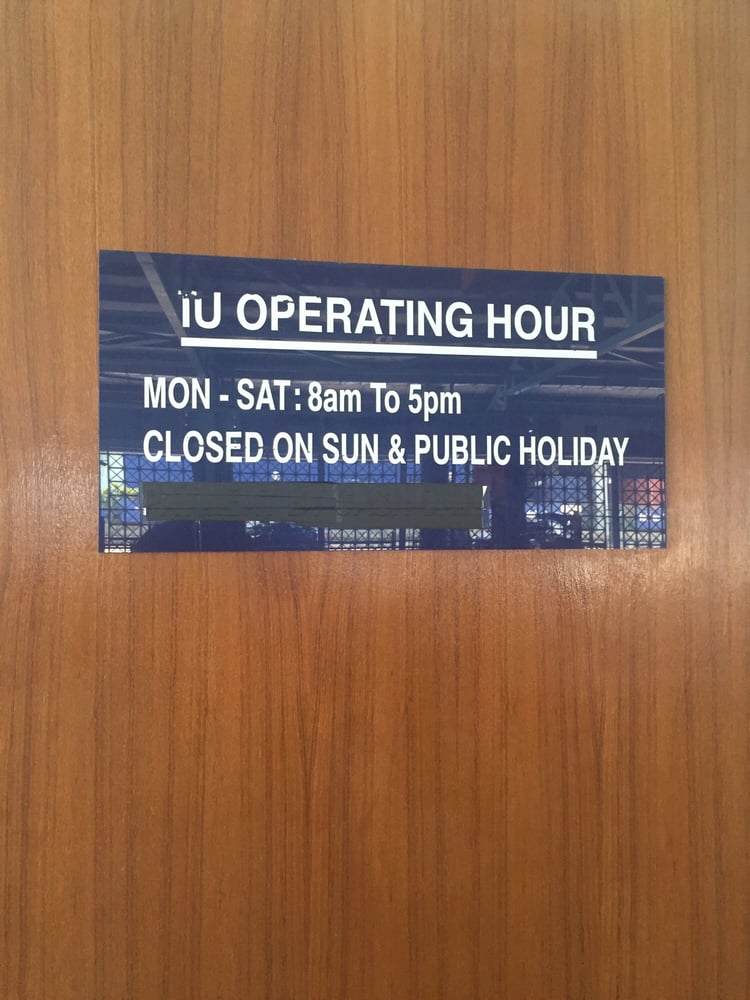 IU OPERATING HOUR
MON - SAT : 8am To 5pm
CLOSED ON SUN & PUBLIC HOLIDAY